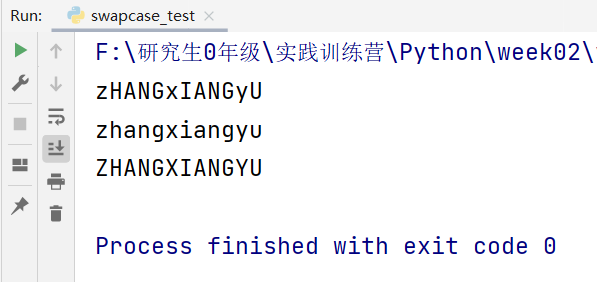 Run: swapcase_test
F:\研究生0年级\实践训练营\Python\week02\
zHANGxIANGyU
zhangxiangyu
ZHANGXIANGYU
Process finished with exit code 0